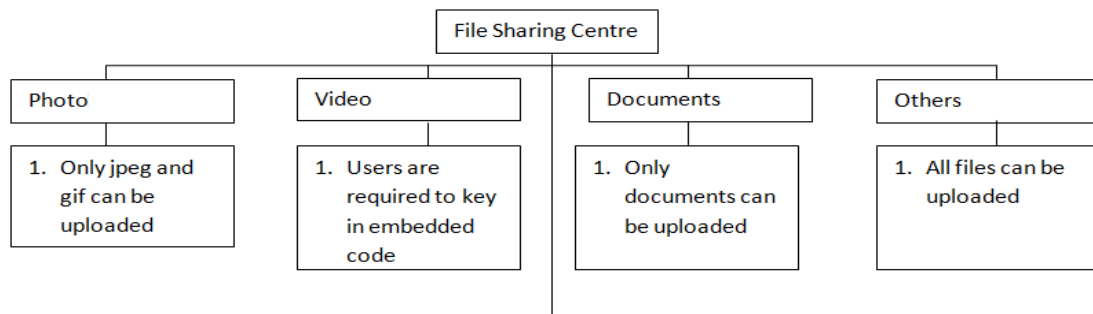 File Sharing Centre
Photo
Video
Documents
Others
1. Only jpeg and
gif can be
uploaded
1. Users are
required to key
in embedded
code
1. Only
documents can
be uploaded
1. All files can be
uploaded